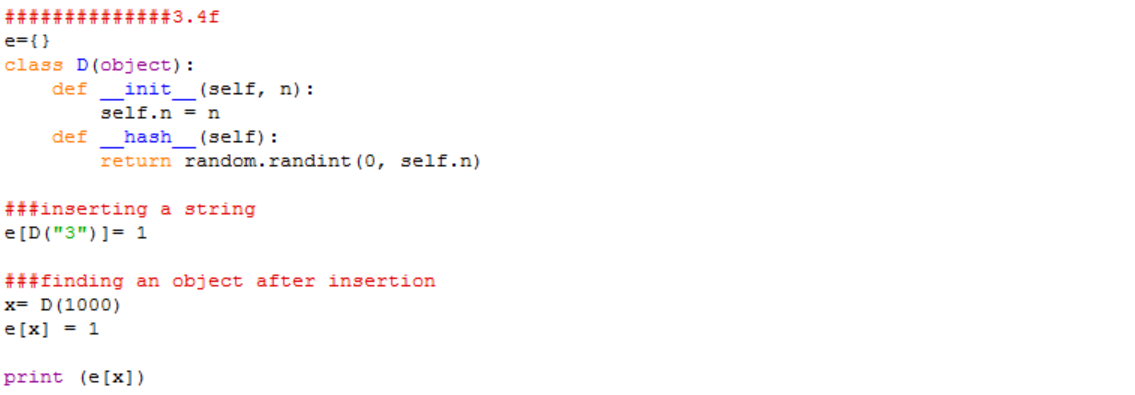 ##############3.4f
e={}
class D(object):
    def __init__(self, n):
        self.n = n
    def __hash__(self):
        return random.randint(0, self.n)
###inserting a string
e[D("3")]= 1
###finding an object after insertion
x= D(1000)
e[x] = 1
print (e[x])